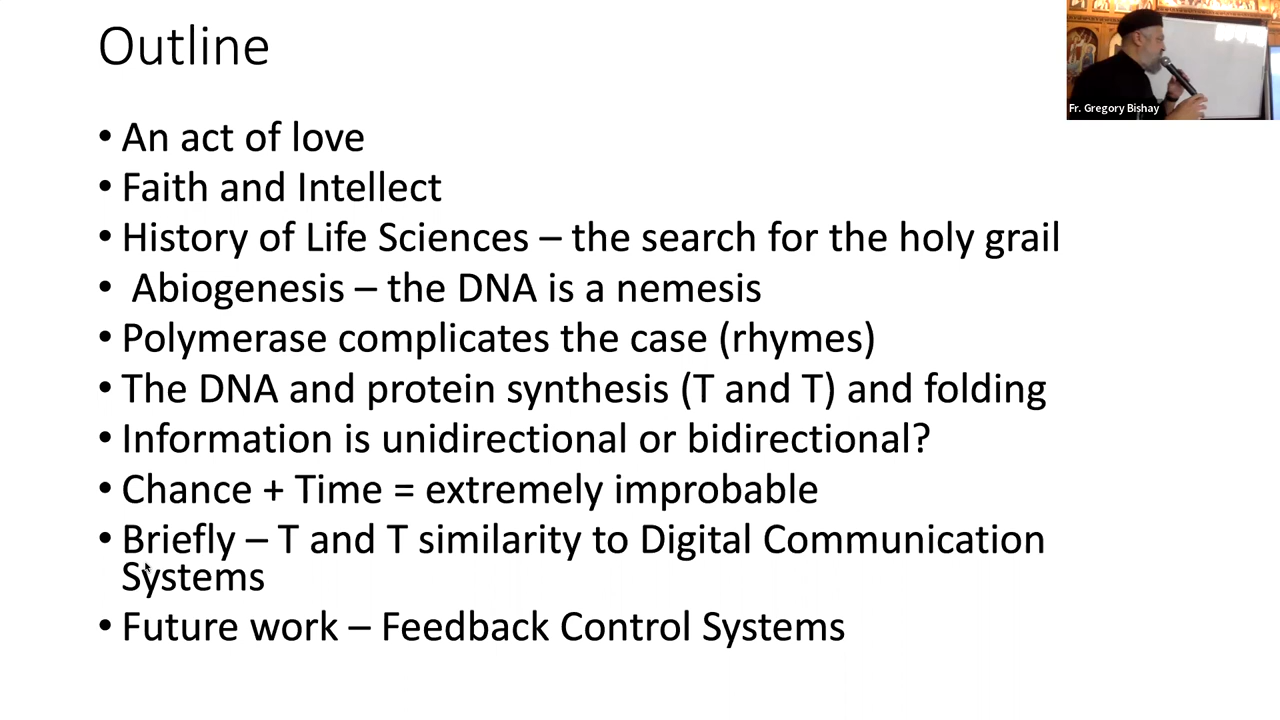 Outline
Fr. Gregory Bishay
• An act of love
• Faith and Intellect
• History of Life Sciences – the search for the holy grail
• Abiogenesis – the DNA is a nemesis
• Polymerase complicates the case (rhymes)
• The DNA and protein synthesis (T and T) and folding
• Information is unidirectional or bidirectional?
• Chance + Time = extremely improbable
• Briefly – T and T similarity to Digital Communication
Systems
• Future work – Feedback Control Systems